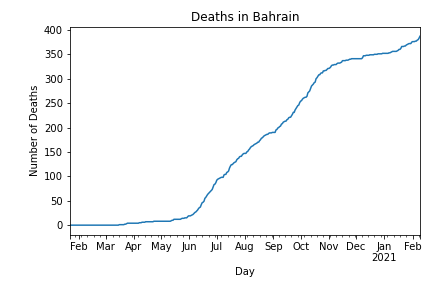 Deaths in Bahrain
400
350
300
250
200
150
100
50
0
Number of Deaths
Feb Mar Apr May Jun Jul Aug Sep Oct Nov Dec Jan Feb
2021
Day